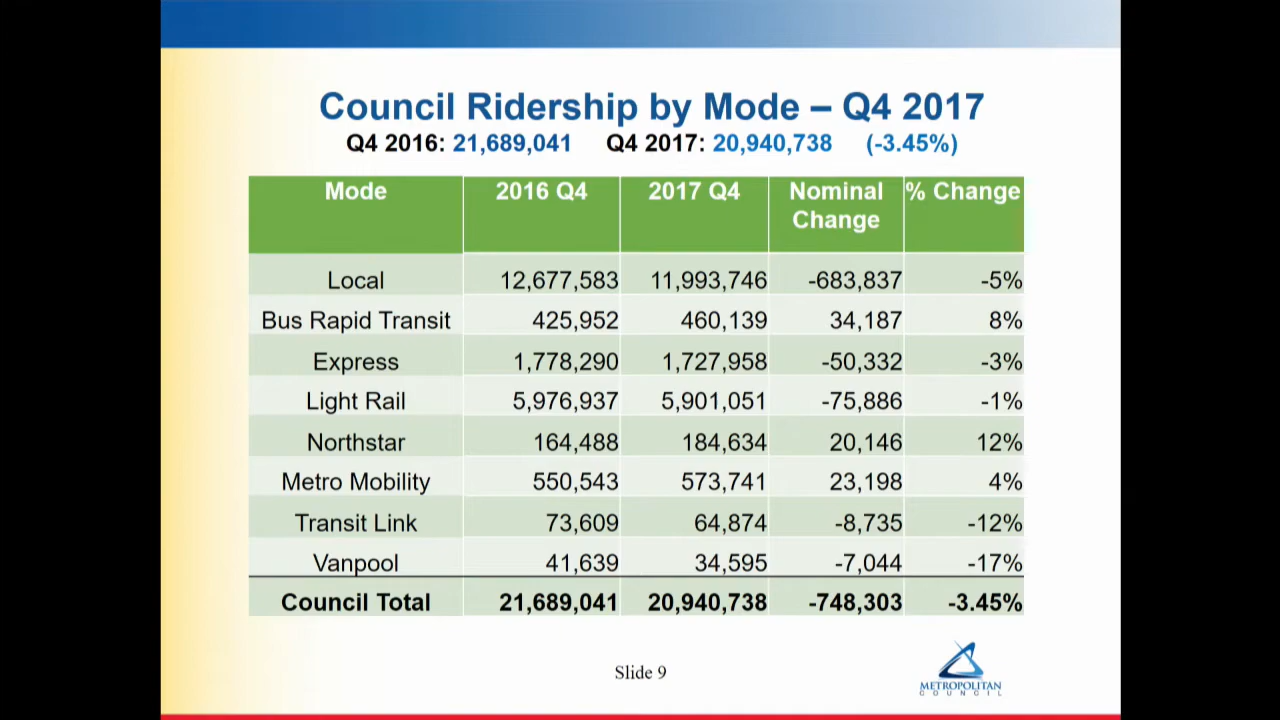 Council Ridership by Mode – Q4 2017
Q4 2016: 21,689,041 Q4 2017: 20,940,738 (-3.45%)
Mode 2016 Q4 2017 Q4 Nominal Change % Change
Local 12,677,583 11,993,746 -683,837 -5%
Bus Rapid Transit 425,952 460,139 34,187 8%
Express 1,778,290 1,727,958 -50,332 -3%
Light Rail 5,976,937 5,901,051 -75,886 -1%
Northstar 164,488 184,634 20,146 12%
Metro Mobility 550,543 573,741 23,198 4%
Transit Link 73,609 64,874 -8,735 -12%
Vanpool 41,639 34,595 -7,044 -17%
Council Total 21,689,041 20,940,738 -748,303 -3.45%
Slide 9
METROPOLITAN
COUNCIL